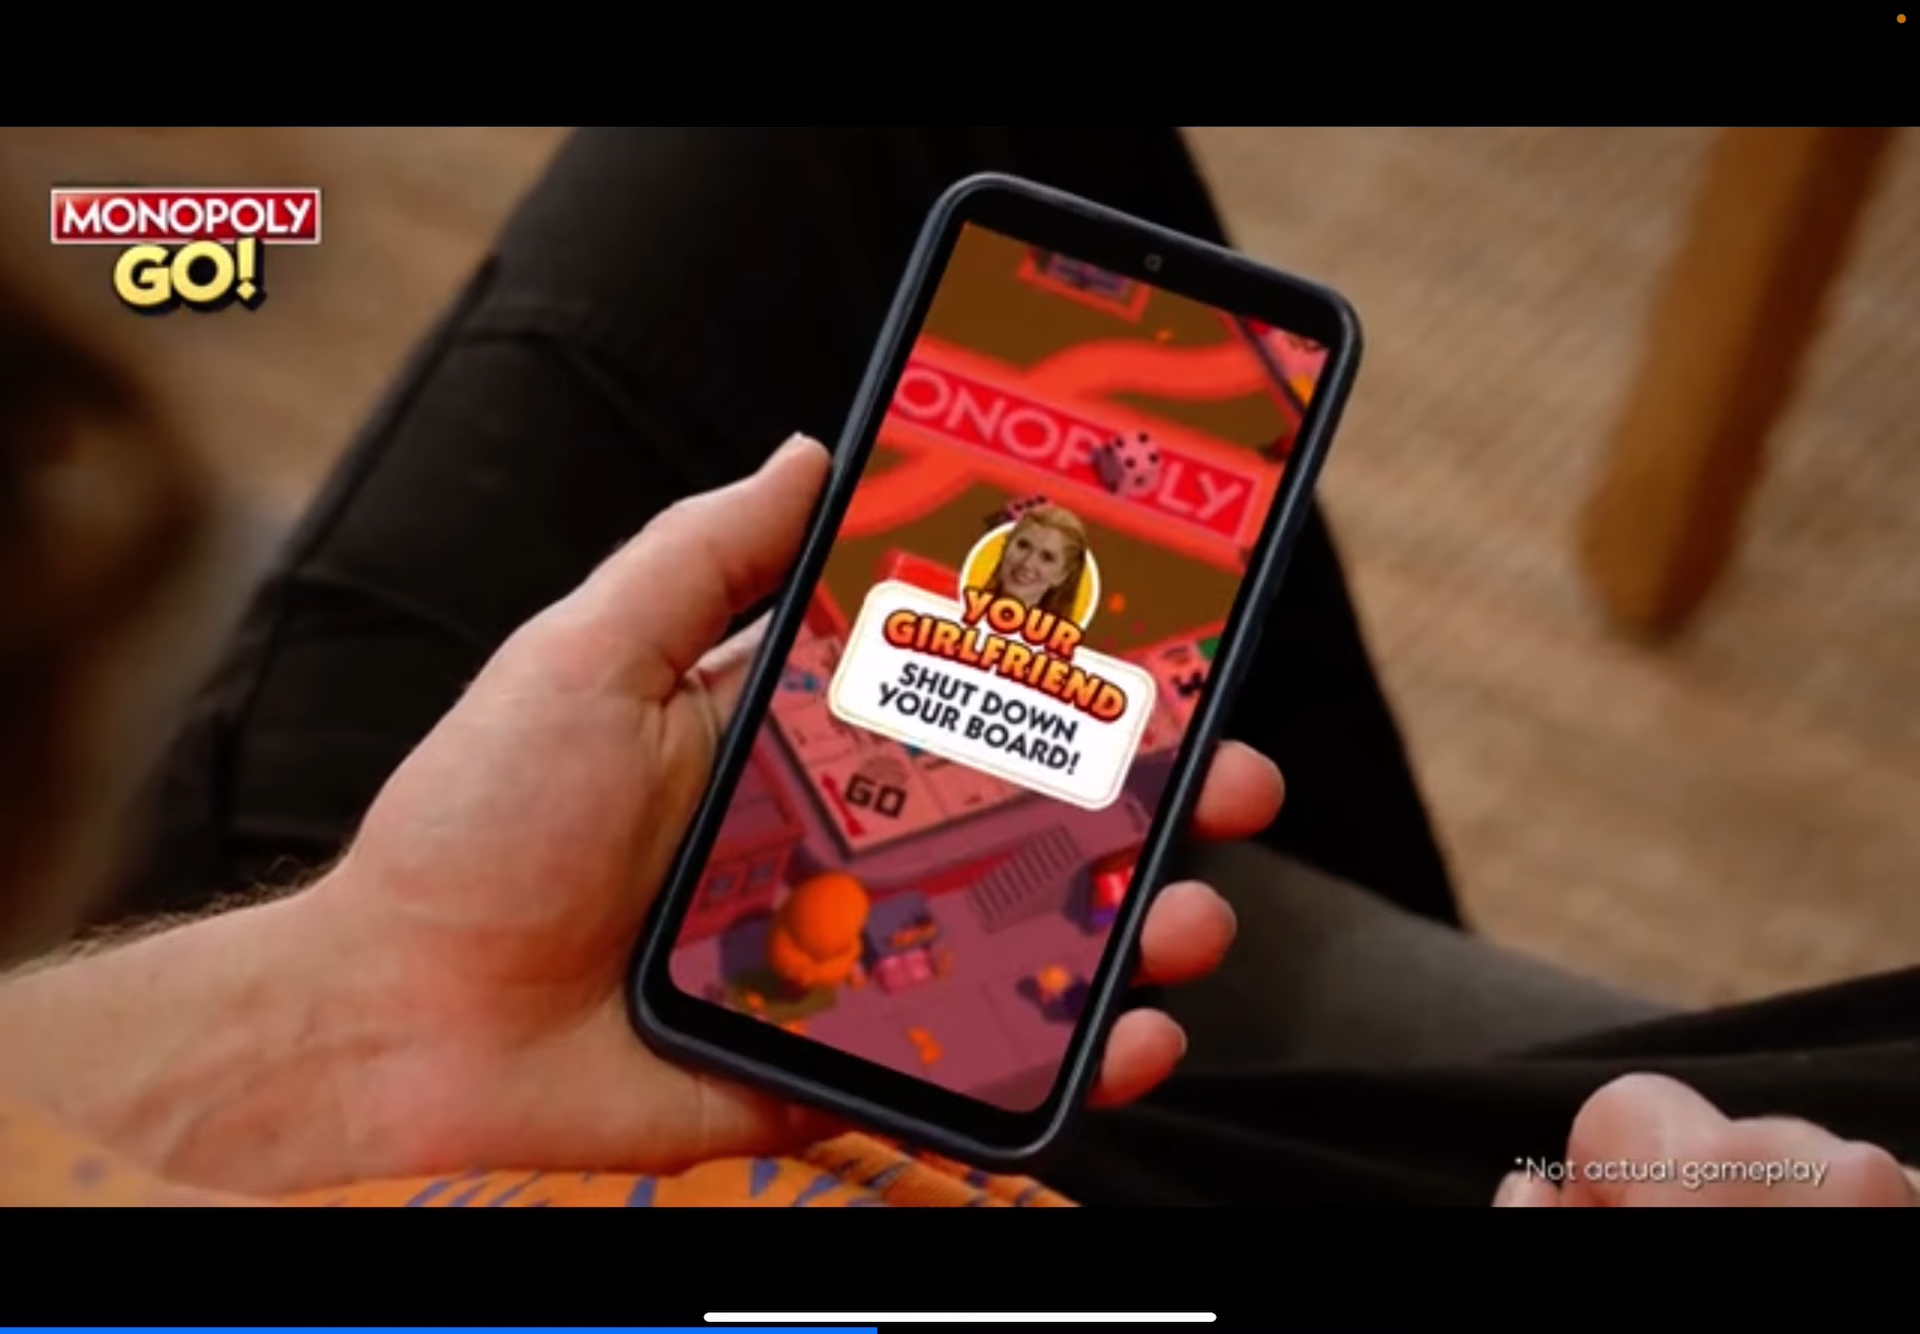 MONOPOLY
GO!
ONOPOLY
YOUR
GIRLFRIEND
SHUT DOWN
YOUR BOARD!
GO
*Not actual gameplay